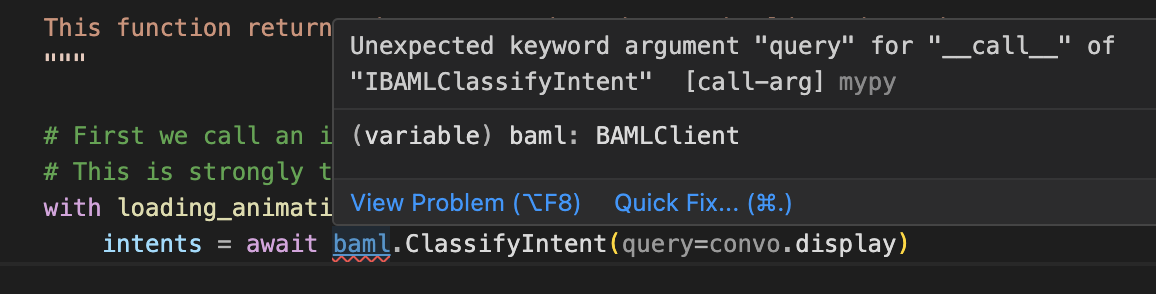 This function return
Unexpected keyword argument "query" for "__call__" of
"IBAMLClassifyIntent"  [call-arg] mypy
"""
(variable) baml: BAMLClient
# First we call an i
# This is strongly t
View Problem (⌥F8) Quick Fix... (⌘.)
with loading_animati
intents = await baml.ClassifyIntent(query=convo.display)